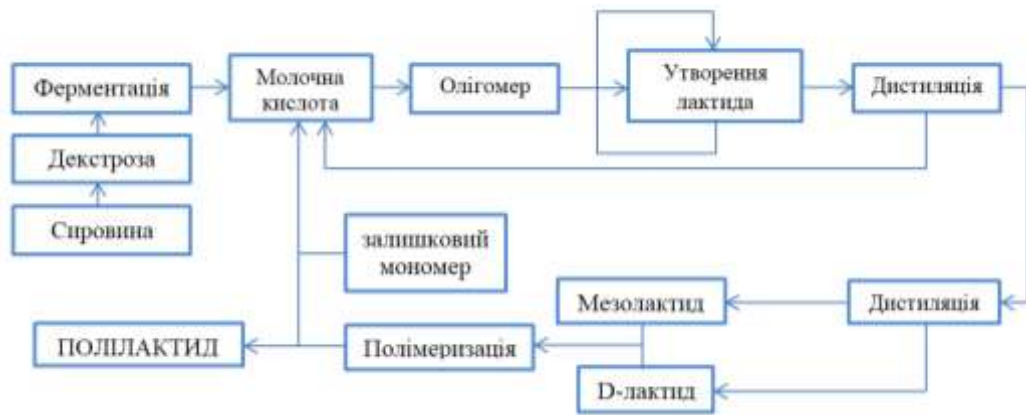 Ферментація
Молочна
кислота
Олігомер
Утворення
лактида
Дистиляція
Декстроза
Сировина
залишковий
мономер
Мезолактид
Дистиляція
ПОЛІЛАКТИД
Полімеризація
D-лактид